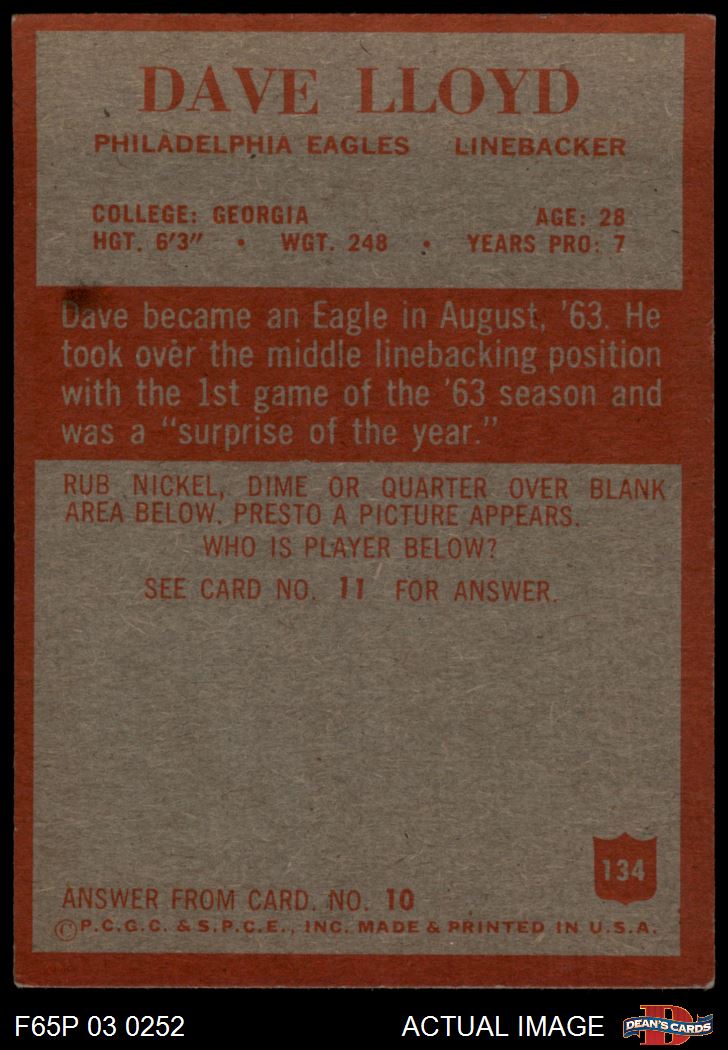 DAVE LLOYD
PHILADELPHIA EAGLES LINEBACKER
COLLEGE: GEORGIA AGE: 28
HGT. 6'3" • WGT. 248 • YEARS PRO: 7
Dave became an Eagle in August, '63. He
took over the middle linebacking position
with the 1st game of the '63 season and
was a "surprise of the year."
RUB NICKEL, DIME OR QUARTER OVER BLANK
AREA BELOW. PRESTO A PICTURE APPEARS.
WHO IS PLAYER BELOW?
SEE CARD NO. 11 FOR ANSWER.
134
ANSWER FROM CARD. NO. 10
©P.C.G.C. & S.P.C.E., INC. MADE & PRINTED IN U.S.A.
F65P 03 0252 ACTUAL IMAGE D DEAN'S CARDS